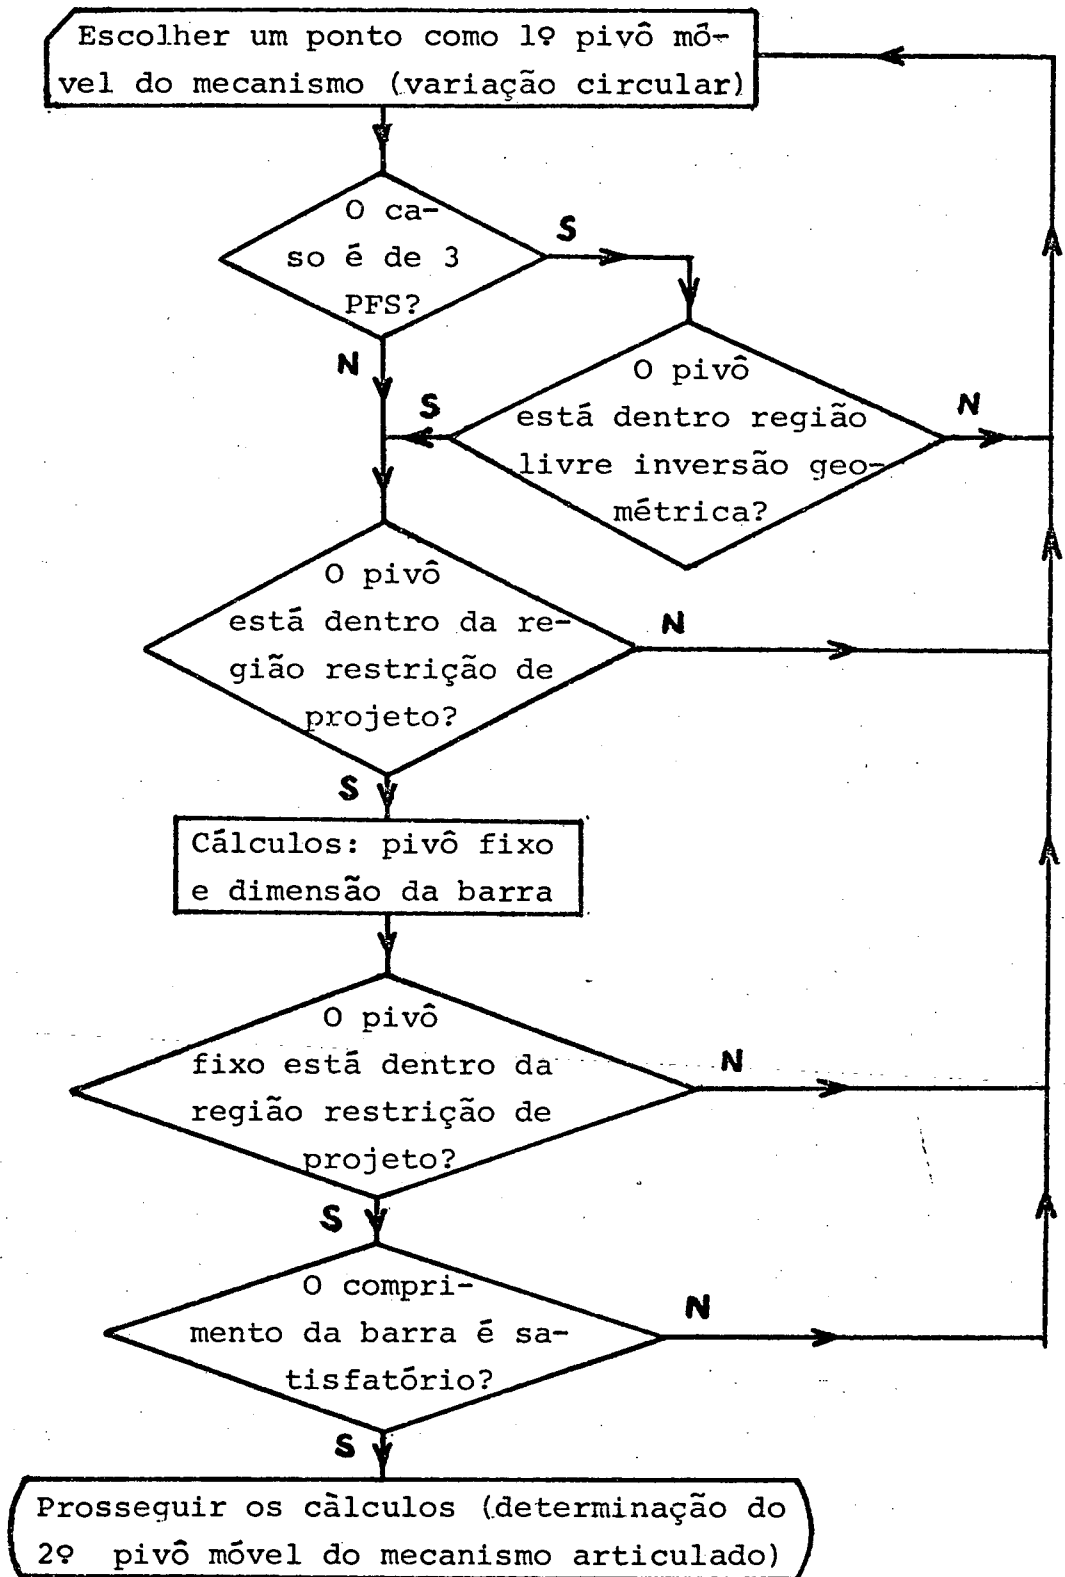 Escolher um ponto como 1º pivô mó-
vel do mecanismo (variação circular)
O ca-
so é de 3
PFS?
S
N
O pivô
está dentro região
livre inversão geo-
métrica?
S
N
O pivô
está dentro da re-
gião restrição de
projeto?
N
S
Cálculos: pivô fixo
e dimensão da barra
O pivô
fixo está dentro da
região restrição de
projeto?
N
S
O compri-
mento da barra é sa-
tisfatório?
N
S
Prosseguir os càlculos (determinação do
2º pivô móvel do mecanismo articulado)